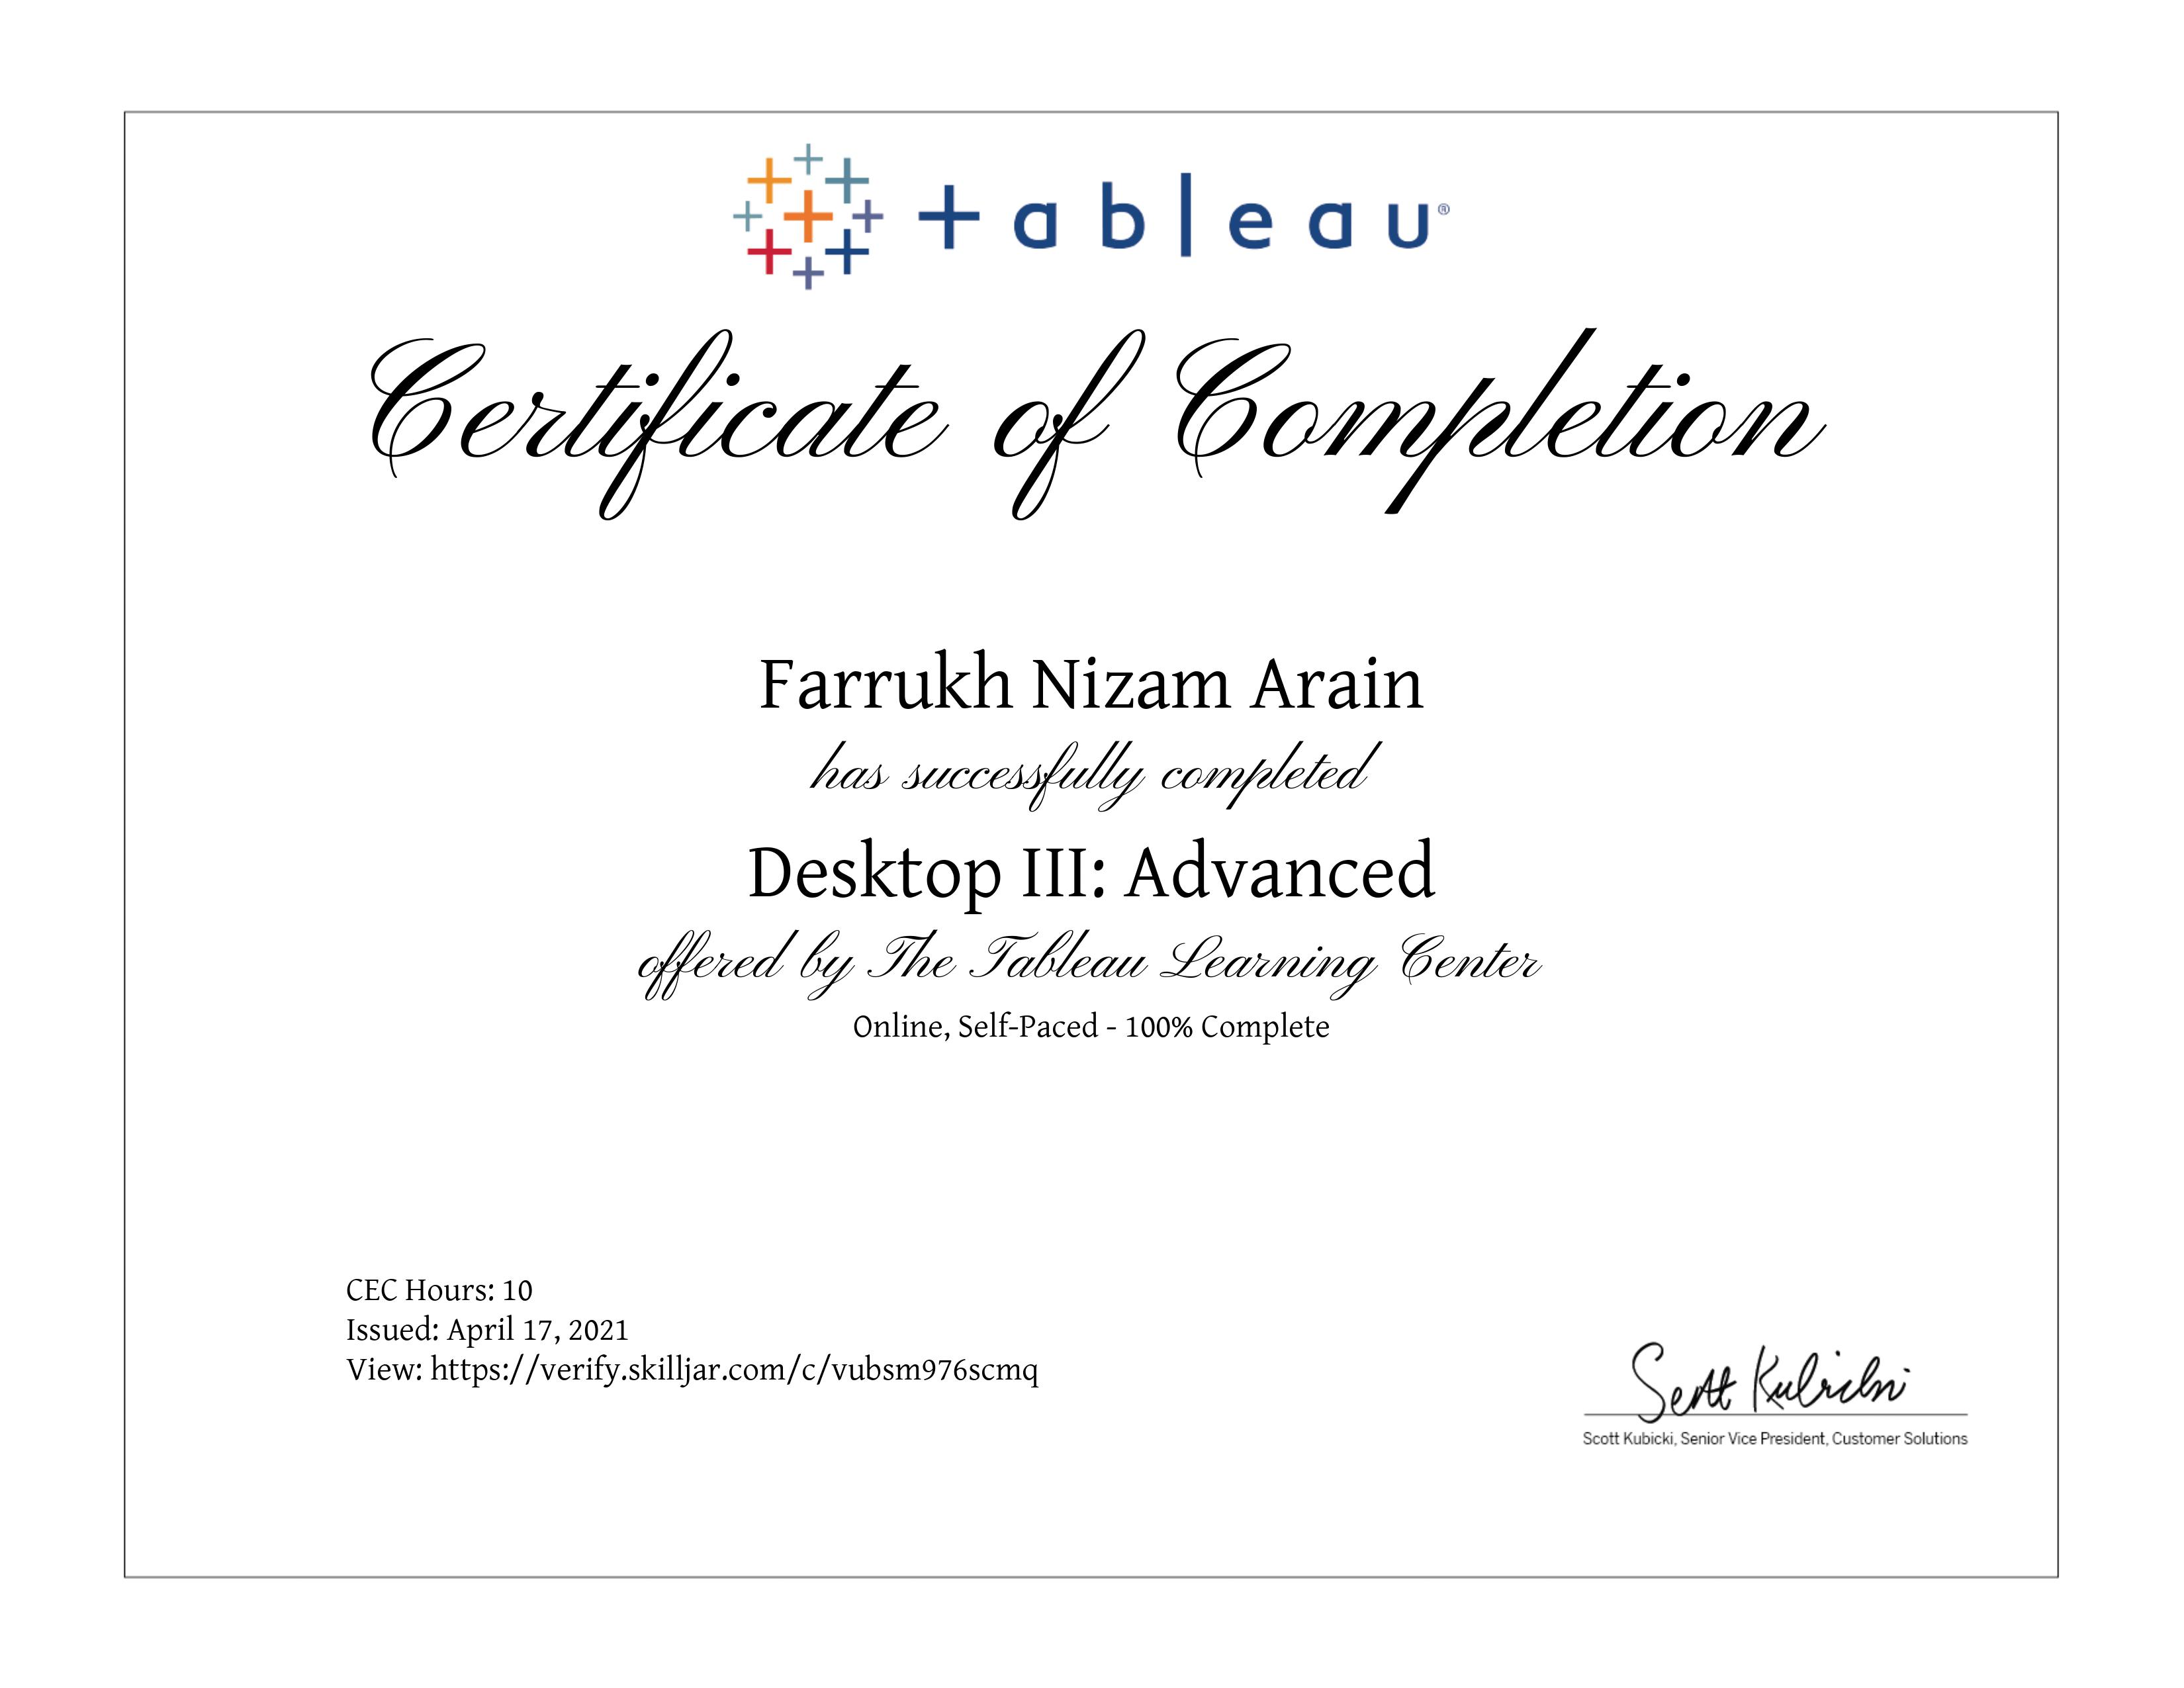 tableau®
Certificate of Completion
Farrukh Nizam Arain
has successfully completed
Desktop III: Advanced
offered by The Tableau Learning Center
Online, Self-Paced - 100% Complete
CEC Hours: 10
Issued: April 17, 2021
View: https://verify.skilljar.com/c/vubsm976scmq
Scott Kubicki
Scott Kubicki, Senior Vice President, Customer Solutions